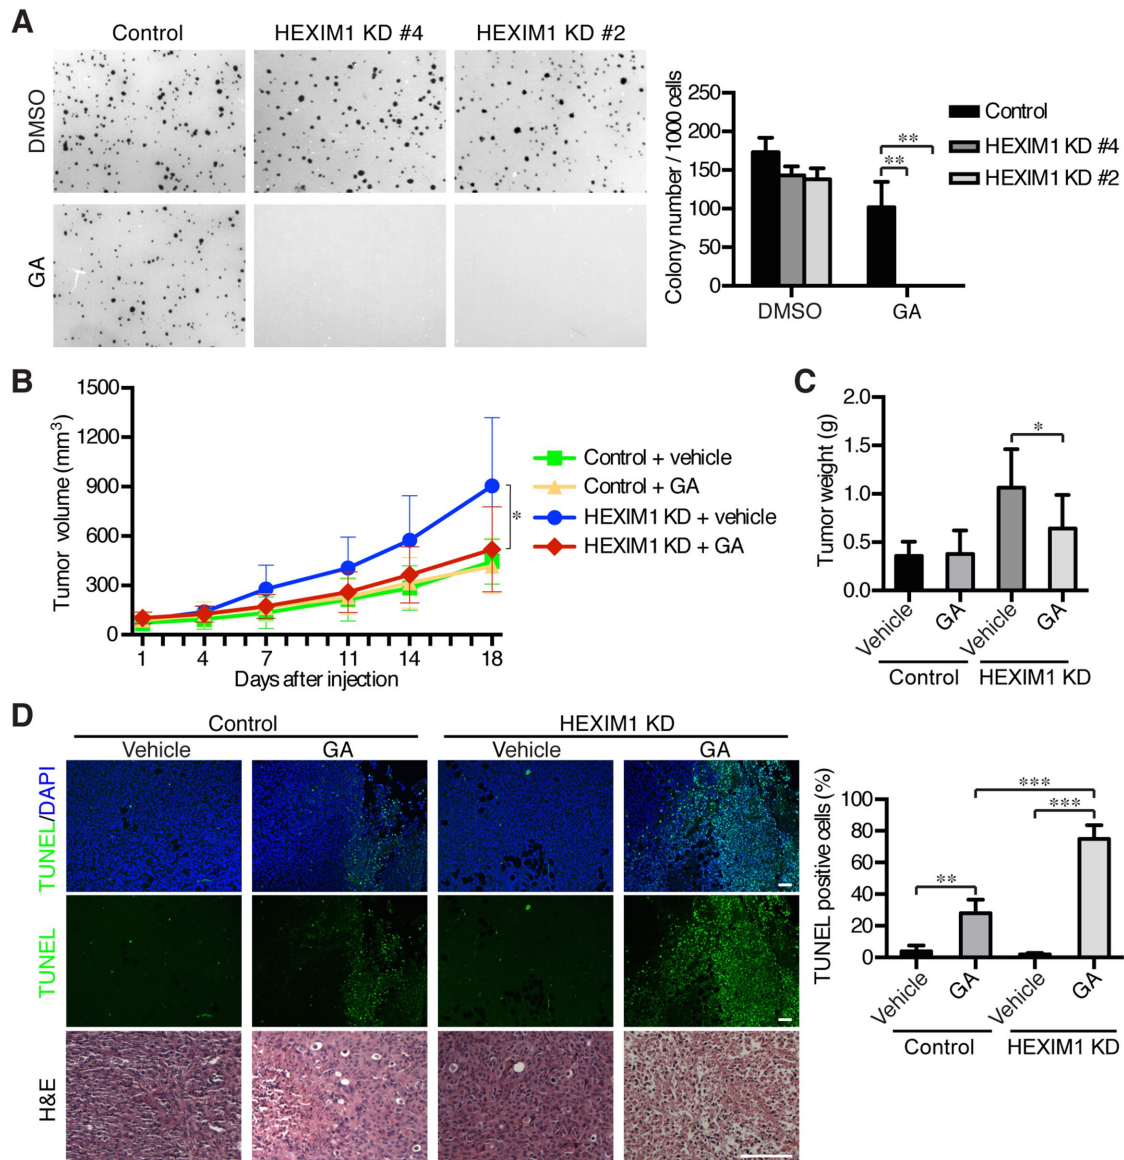 A
Control
HEXIM1 KD #4
HEXIM1 KD #2
DMSO
GA
Colony number / 1000 cells
250
200
150
100
50
0
**
**
DMSO
GA
Control
HEXIM1 KD #4
HEXIM1 KD #2
B
Tumor volume (mm³)
1500
1200
900
600
300
0
1 4 7 11 14 18
Days after injection
*
Control + vehicle
Control + GA
HEXIM1 KD + vehicle
HEXIM1 KD + GA
C
Tumor weight (g)
2.0
1.5
1.0
0.5
0.0
*
Vehicle GA Vehicle GA
Control HEXIM1 KD
D
Control HEXIM1 KD
Vehicle GA Vehicle GA
TUNEL/DAPI
TUNEL
H&E
TUNEL positive cells (%)
100
80
60
40
20
0
***
***
**
Vehicle GA Vehicle GA
Control HEXIM1 KD